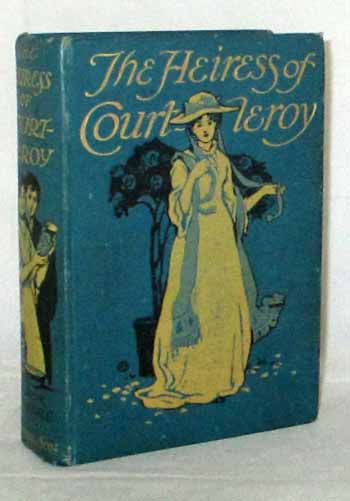 The Heiress of
Court-leroy
THE
HEIRESS
OF
COURT-
LEROY